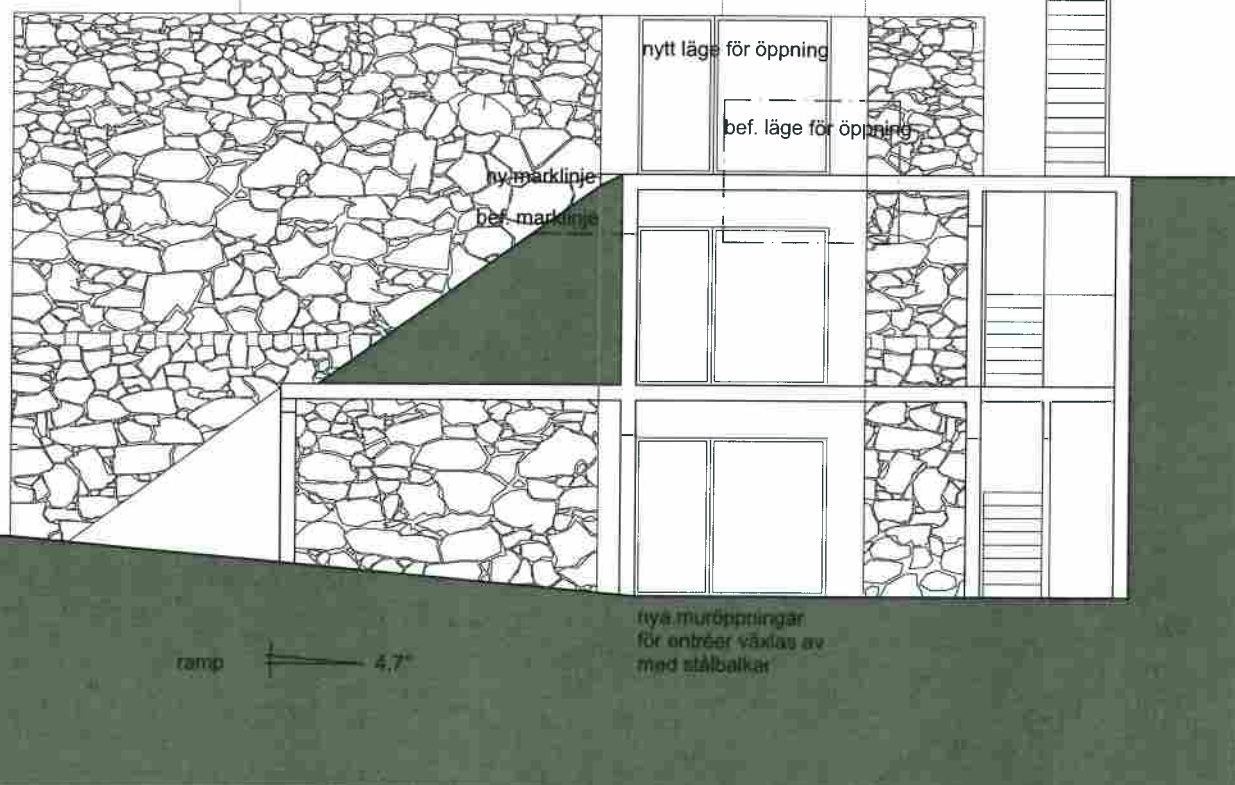 nytt läge för öppning
bef. läge för öppning
ny marklinje
bef. marklinje
nya muröppningar
för entréer växlas av
med stålbalkar
ramp 4,7°